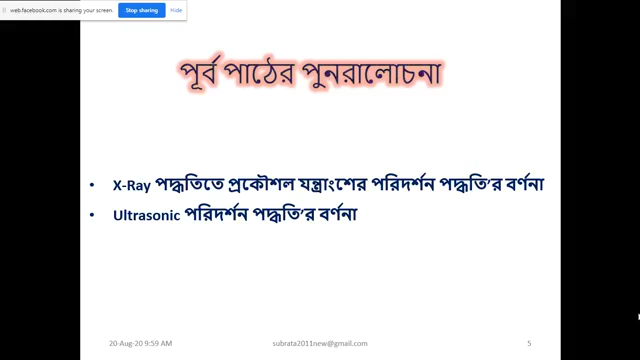 web.facebook.com is sharing your screen. Stop sharing Hide
পূর্ব পাঠের পুনরালোচনা
• X-Ray পদ্ধতিতে প্রকৌশল যন্ত্রাংশের পরিদর্শন পদ্ধতি’র বর্ণনা
• Ultrasonic পরিদর্শন পদ্ধতি’র বর্ণনা
20-Aug-20 9:59 AM subrata2011new@gmail.com 5